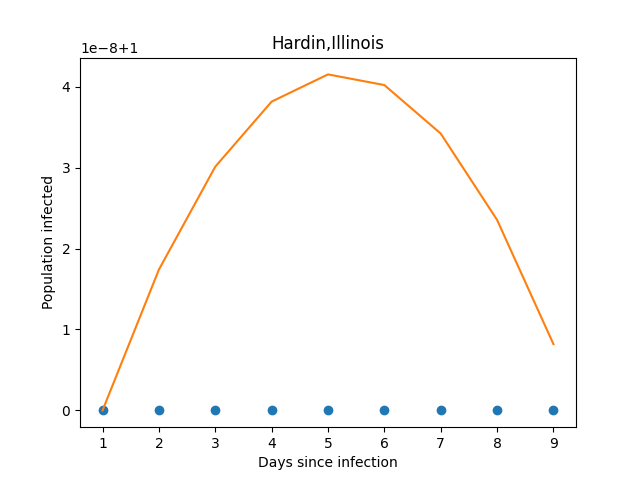 Hardin,Illinois
1e−8+1
4
3
2
1
0
Population infected
1 2 3 4 5 6 7 8 9
Days since infection